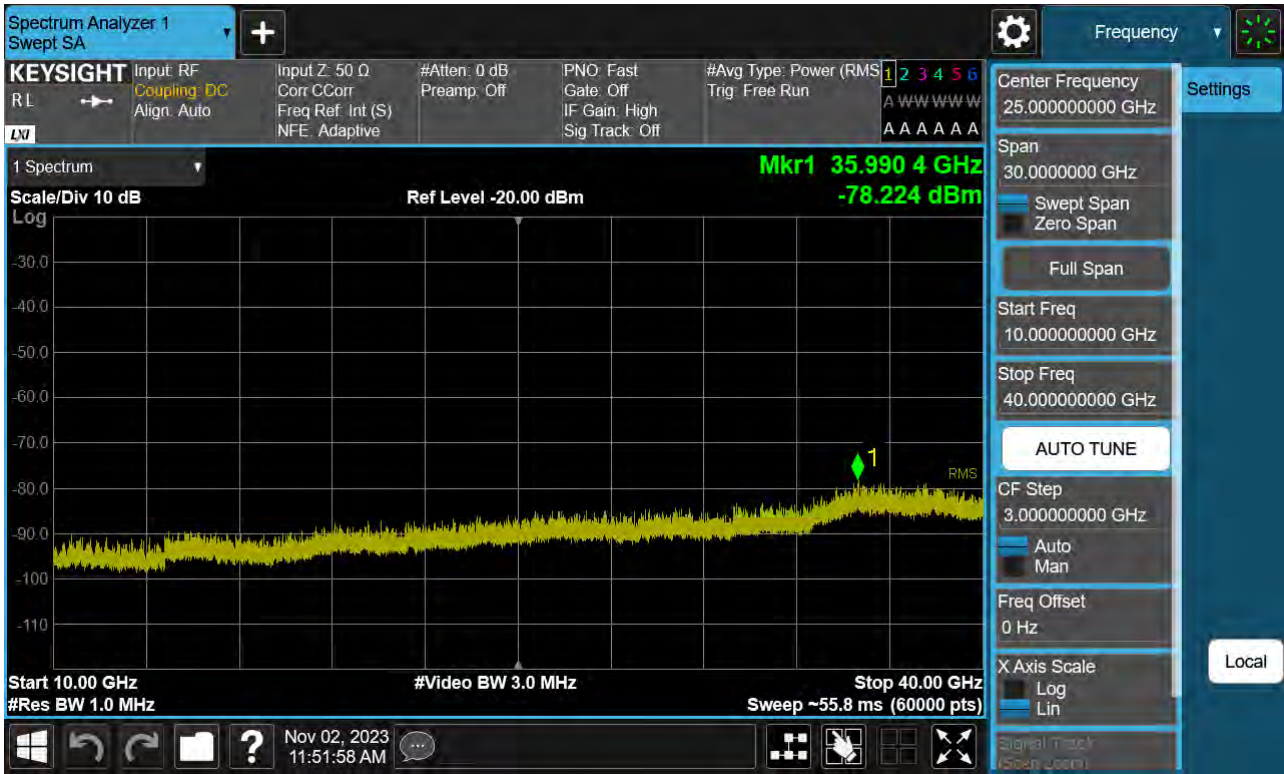 Spectrum Analyzer 1
Swept SA
+
Frequency
KEYSIGHT
RL
LXI
Input: RF
Coupling: DC
Align: Auto
Input Z: 50 Ω
Corr CCorr
Freq Ref: Int (S)
NFE: Adaptive
#Atten: 0 dB
Preamp: Off
PNO: Fast
Gate: Off
IF Gain: High
Sig Track: Off
#Avg Type: Power (RMS
Trig: Free Run
1 2 3 4 5 6
A W W W W W
A A A A A A
1 Spectrum
Mkr1 35.990 4 GHz
-78.224 dBm
Scale/Div 10 dB
Ref Level -20.00 dBm
Log
-30.0
-40.0
-50.0
-60.0
-70.0
-80.0
-90.0
-100
-110
1
RMS
Start 10.00 GHz
#Video BW 3.0 MHz
Stop 40.00 GHz
#Res BW 1.0 MHz
Sweep ~55.8 ms (60000 pts)
Center Frequency
25.000000000 GHz
Settings
Span
30.0000000 GHz
Swept Span
Zero Span
Full Span
Start Freq
10.000000000 GHz
Stop Freq
40.000000000 GHz
AUTO TUNE
CF Step
3.000000000 GHz
Auto
Man
Freq Offset
0 Hz
X Axis Scale
Log
Lin
Signal Track
(Span Zoom)
Local
?
Nov 02, 2023
11:51:58 AM